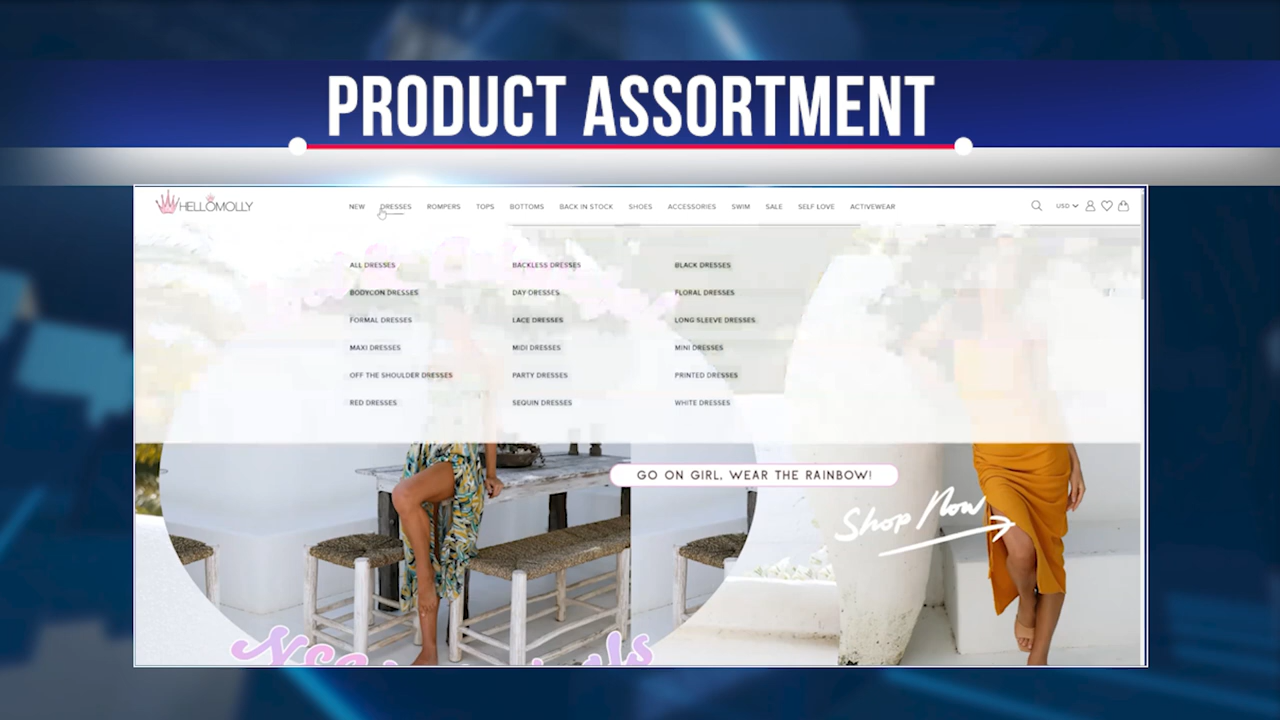 PRODUCT ASSORTMENT
HELLOMOLLY
NEW DRESSES ROMPERS TOPS BOTTOMS BACK IN STOCK SHOES ACCESSORIES SWIM SALE SELF LOVE ACTIVEWEAR USD
ALL DRESSES BACKLESS DRESSES BLACK DRESSES
BODYCON DRESSES DAY DRESSES FLORAL DRESSES
FORMAL DRESSES LACE DRESSES LONG SLEEVE DRESSES
MAXI DRESSES MIDI DRESSES MINI DRESSES
OFF THE SHOULDER DRESSES PARTY DRESSES PRINTED DRESSES
RED DRESSES SEQUIN DRESSES WHITE DRESSES
GO ON GIRL, WEAR THE RAINBOW!
Shop Now